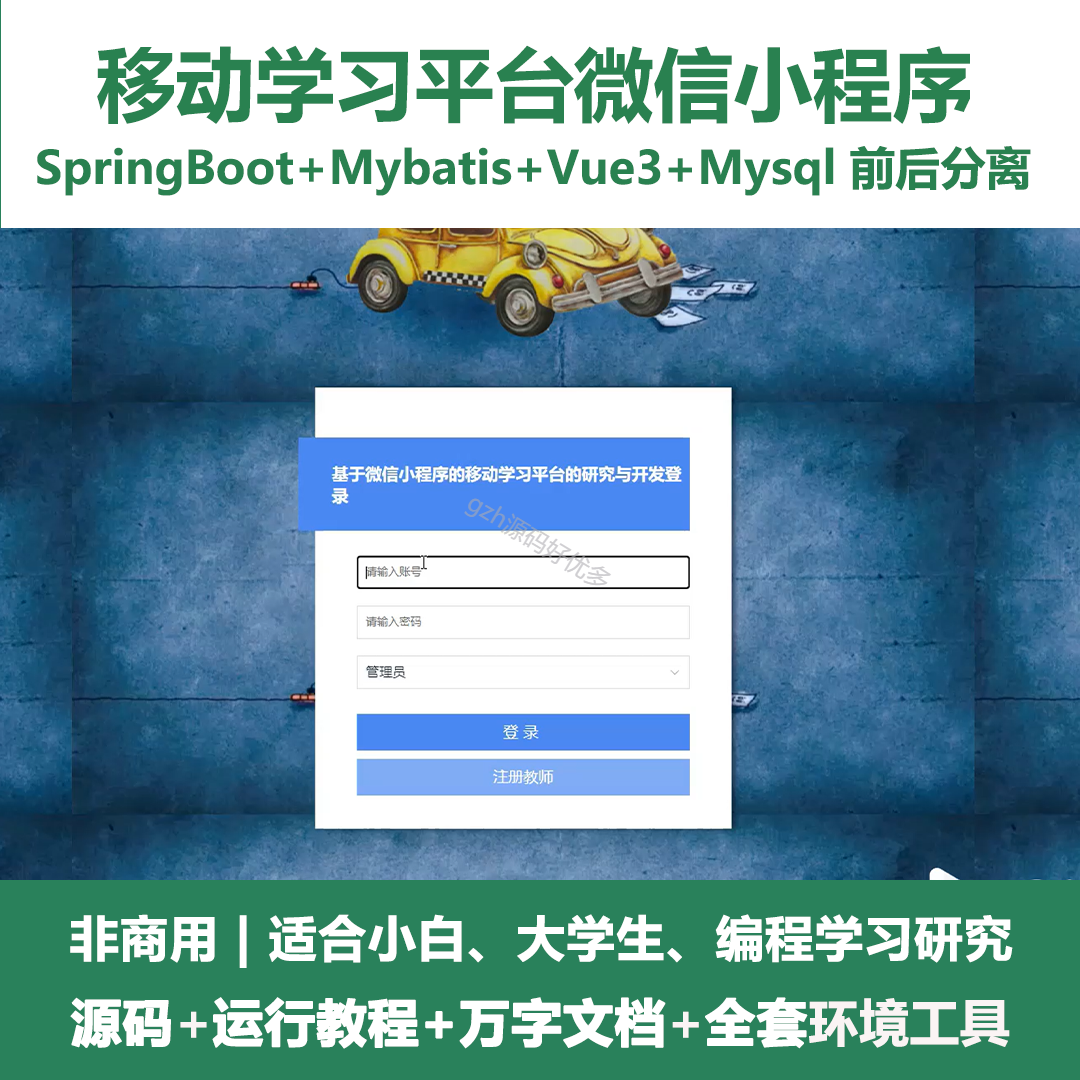 移动学习平台微信小程序
SpringBoot+Mybatis+Vue3+Mysql 前后分离
基于微信小程序的移动学习平台的研究与开发登
录
gzh源码好优多
请输入账号
请输入密码
管理员
登 录
注册教师
非商用 | 适合小白、大学生、编程学习研究
源码+运行教程+万字文档+全套环境工具